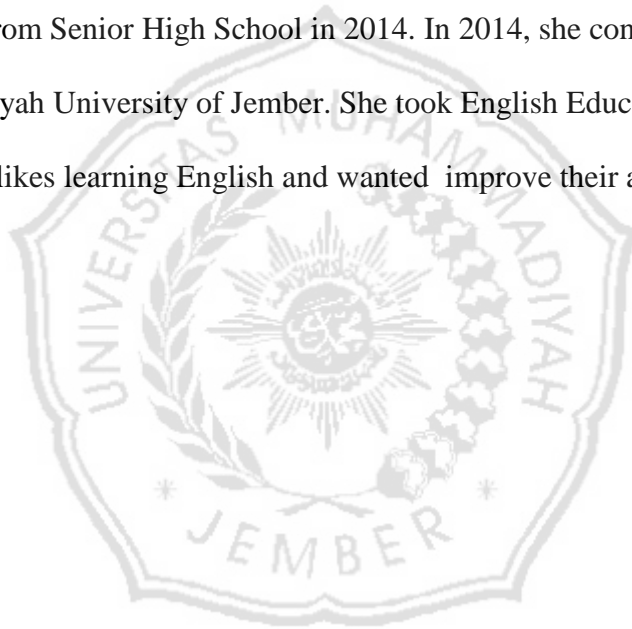 rom Senior High School in 2014. In 2014, she con
yah University of Jember. She took English Educ
likes learning English and wanted  improve their a
UNIVERSITAS MUHAMMADIYAH
JEMBER